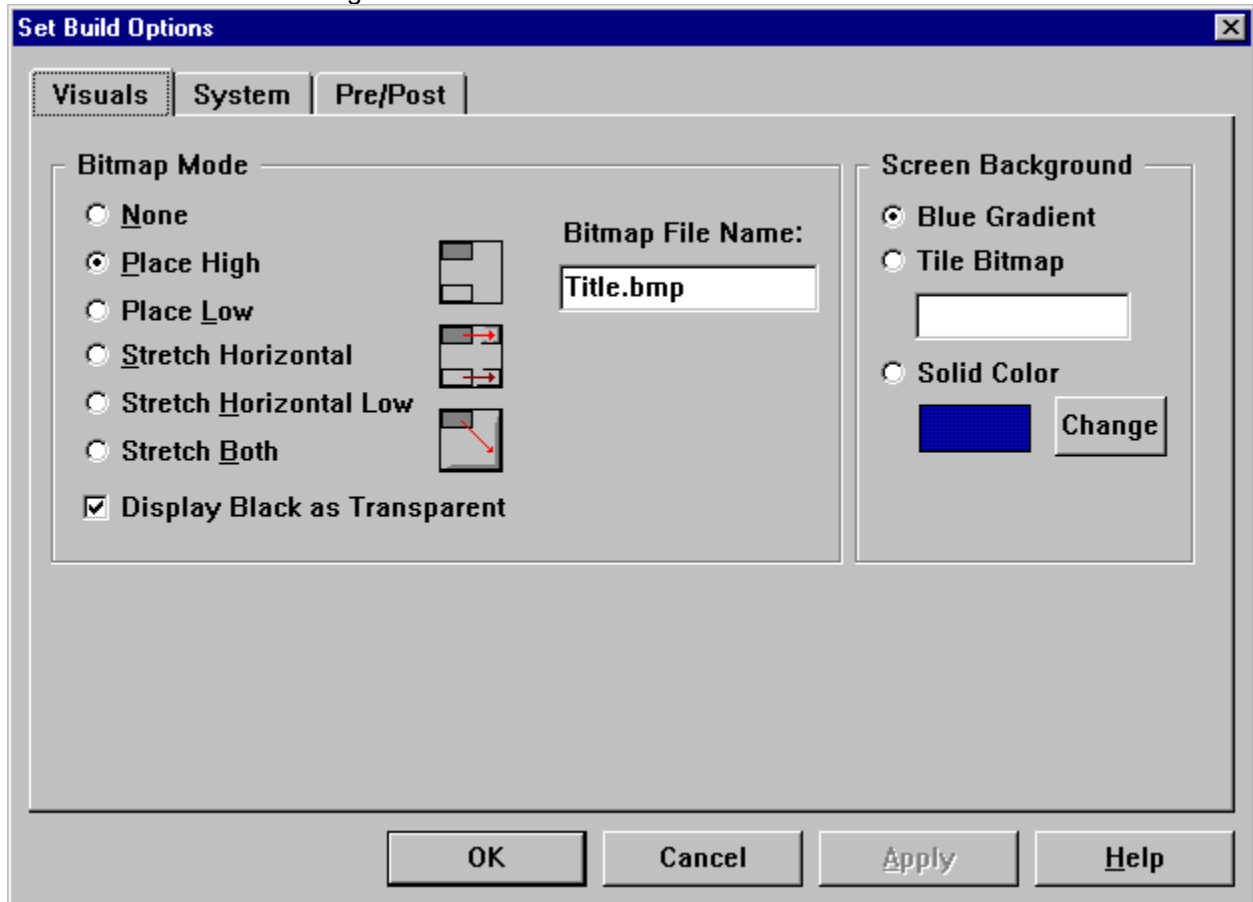 Set Build Options
Visuals System Pre/Post
Bitmap Mode
None
Place High
Place Low
Stretch Horizontal
Stretch Horizontal Low
Stretch Both
Display Black as Transparent
Bitmap File Name:
Title.bmp
Screen Background
Blue Gradient
Tile Bitmap
Solid Color
Change
OK Cancel Apply Help